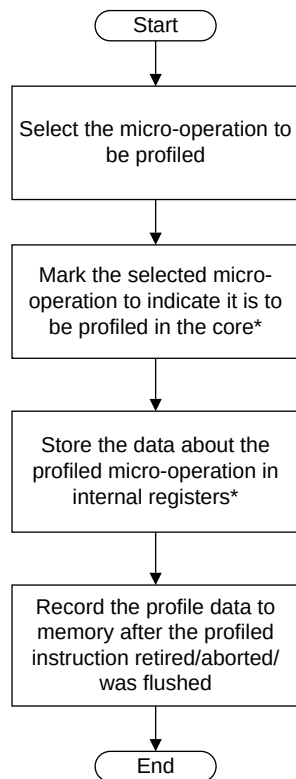 Start
Select the micro-operation to
be profiled
Mark the selected micro-
operation to indicate it is to
be profiled in the core*
Store the data about the
profiled micro-operation in
internal registers*
Record the profile data to
memory after the profiled
instruction retired/aborted/
was flushed
End